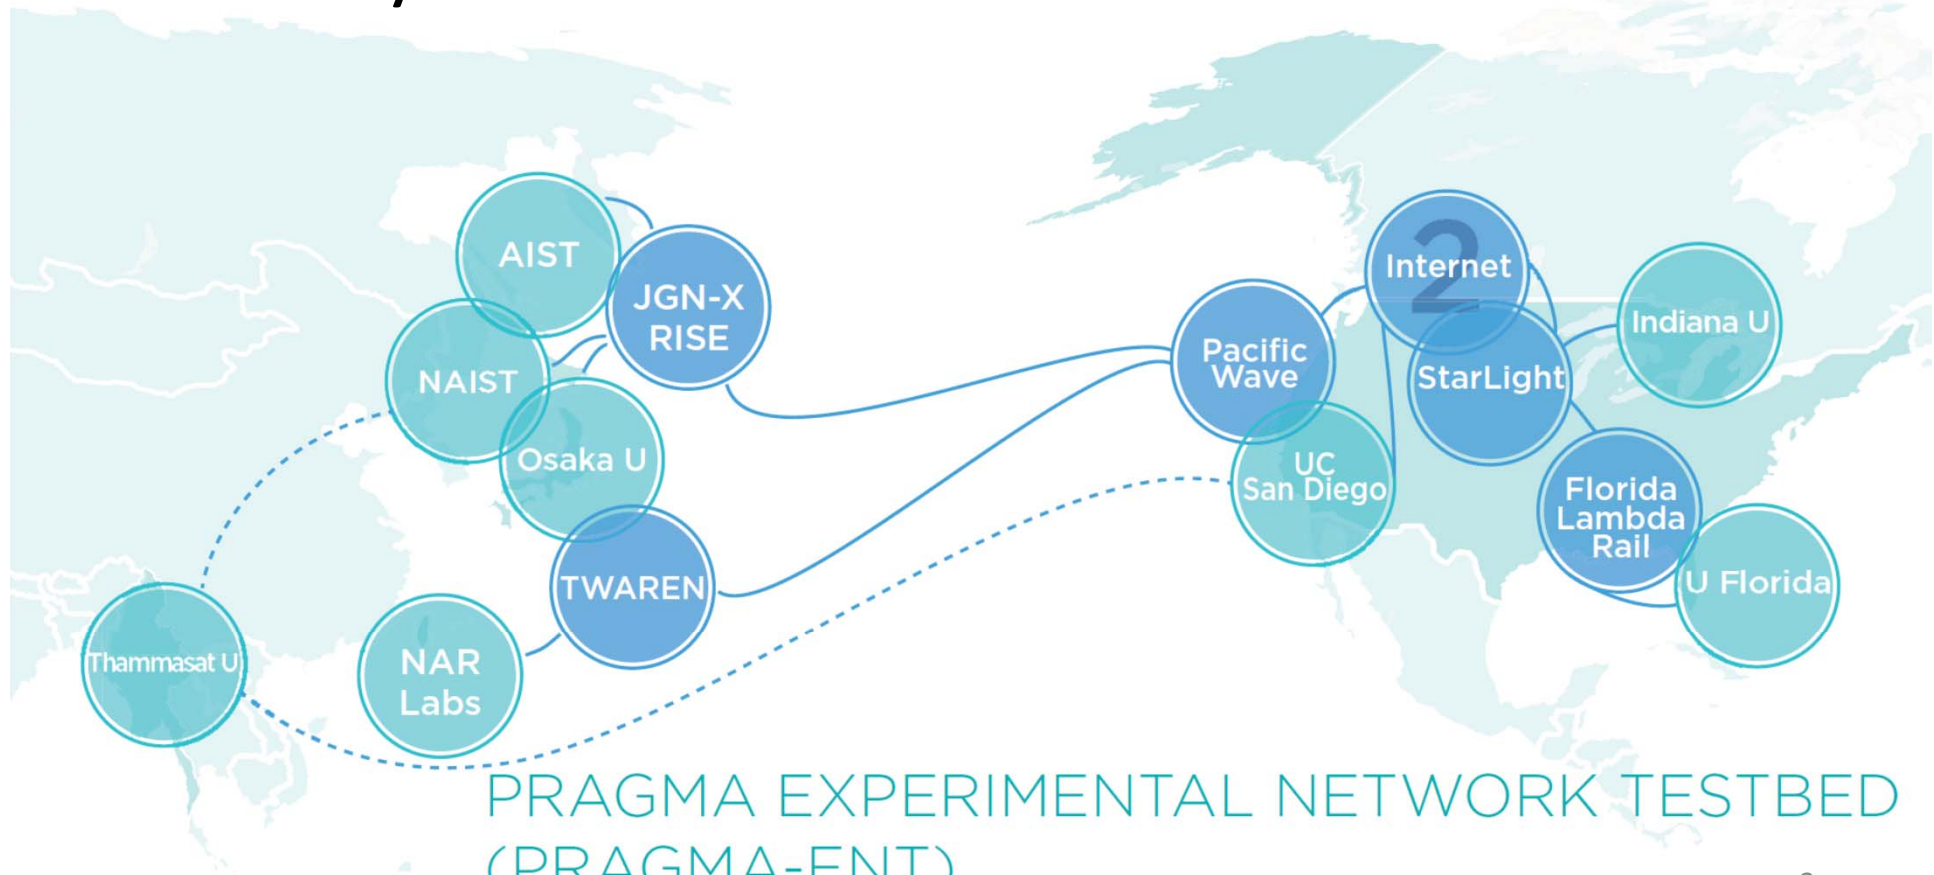 AIST
JGN-X
RISE
NAIST
Osaka U
TWAREN
NAR
Labs
Thammasat U
Pacific
Wave
UC
San Diego
2
Internet
StarLight
Indiana U
Florida
Lambda
Rail
U Florida
PRAGMA EXPERIMENTAL NETWORK TESTBED
(PRAGMA-ENT)